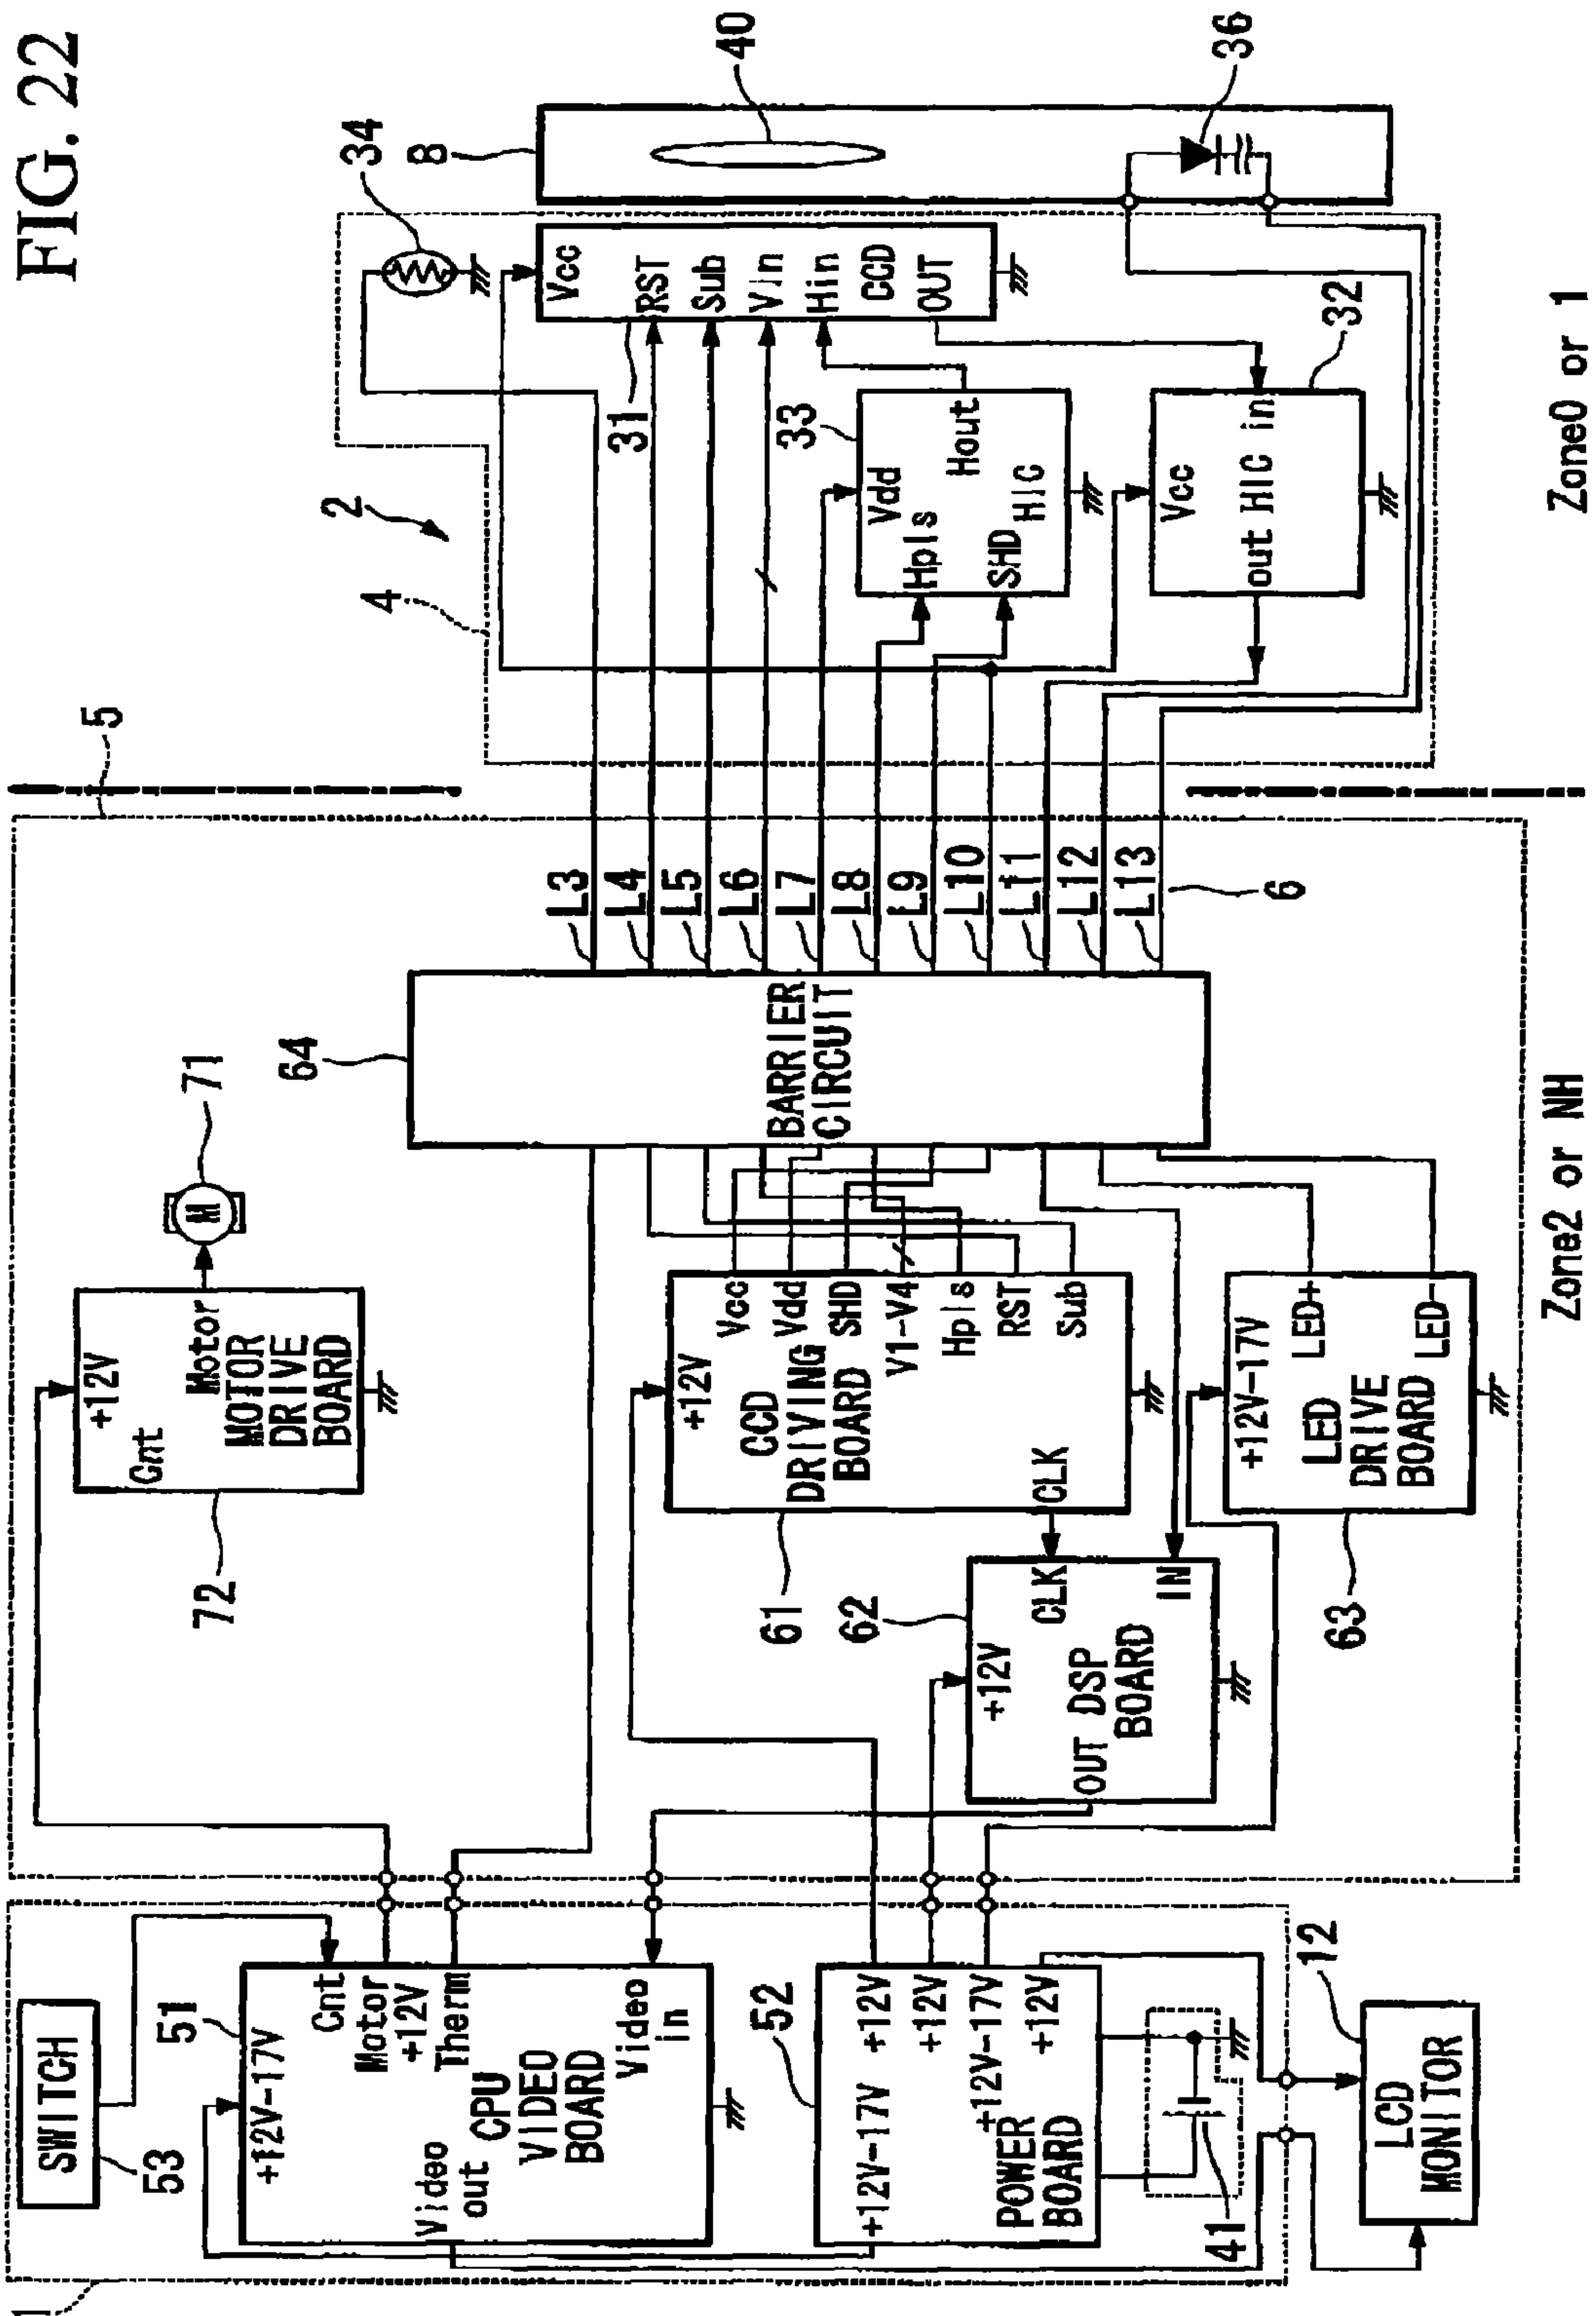 FIG. 22
1
SWITCH
53
51
+12V-17V
Cnt
Motor
+12V
Therm
CPU
VIDEO
BOARD
Video
out
Video
in
52
+12V-17V
+12V
+12V
+12V-17V
+12V
POWER
BOARD
41
12
LCD
MONITOR
5
+12V
Cnt
Motor
MOTOR
DRIVE
BOARD
72
M
71
61
+12V
CCD
DRIVING
BOARD
Vcc
Vdd
SHD
V1-V4
Hpls
RST
Sub
CLK
62
+12V
CLK
IN
OUT DSP
BOARD
63
+12V-17V
LED
DRIVE
BOARD
LED+
LED-
64
BARRIER
CIRCUIT
L3
L4
L5
L6
L7
L8
L9
L10
L11
L12
L13
6
Zone2 or NH
2
4
34
31
Vcc
RST
Sub
Vin
Hin
CCD
OUT
33
Vdd
Hpls
Hout
SHD
HIC
32
Vcc
out HIC in
8
40
36
Zone0 or 1